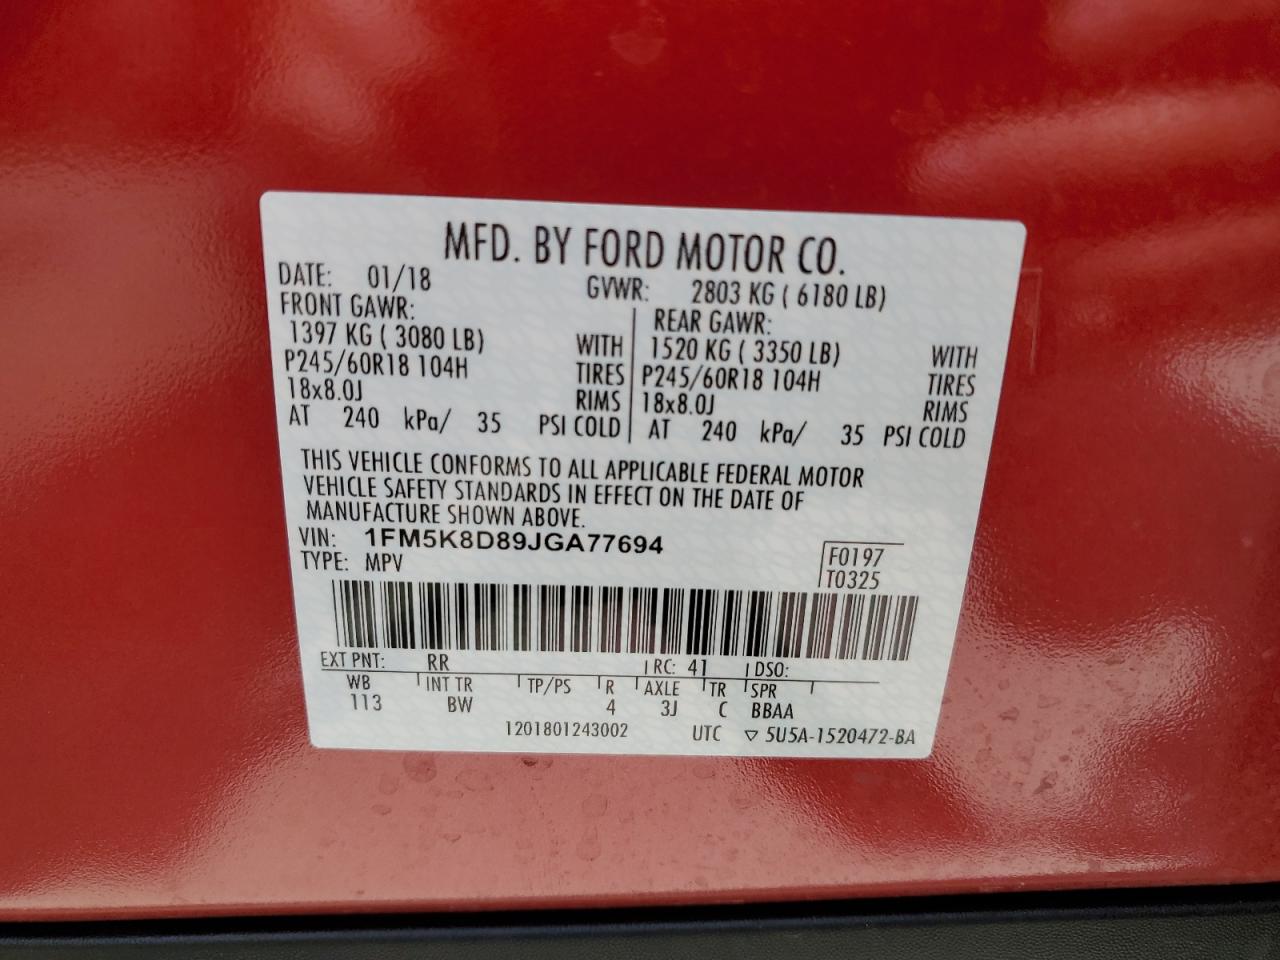 MFD. BY FORD MOTOR CO.
DATE: 01/18 GVWR: 2803 KG ( 6180 LB)
FRONT GAWR: REAR GAWR:
1397 KG ( 3080 LB) WITH 1520 KG ( 3350 LB) WITH
P245/60R18 104H TIRES P245/60R18 104H TIRES
18x8.0J RIMS 18x8.0J RIMS
AT 240 kPa/ 35 PSI COLD AT 240 kPa/ 35 PSI COLD
THIS VEHICLE CONFORMS TO ALL APPLICABLE FEDERAL MOTOR
VEHICLE SAFETY STANDARDS IN EFFECT ON THE DATE OF
MANUFACTURE SHOWN ABOVE.
VIN: 1FM5K8D89JGA77694 F0197
TYPE: MPV T0325
EXT PNT: RR RC: 41 DSO:
WB INT TR TP/PS R AXLE TR SPR
113 BW 4 3J C BBAA
1201801243002 UTC ▽ 5U5A-1520472-BA